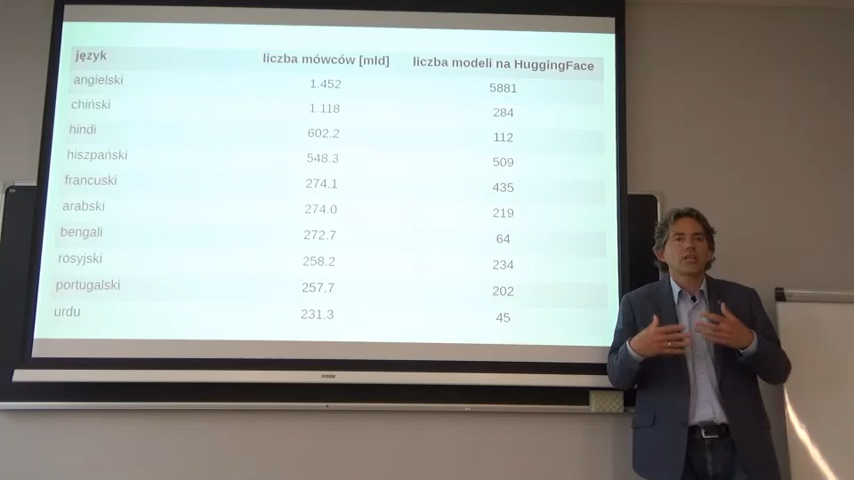 język liczba mówców [mld] liczba modeli na HuggingFace
angielski 1.452 5881
chiński 1.118 284
hindi 602.2 112
hiszpański 548.3 509
francuski 274.1 435
arabski 274.0 219
bengali 272.7 64
rosyjski 258.2 234
portugalski 257.7 202
urdu 231.3 45